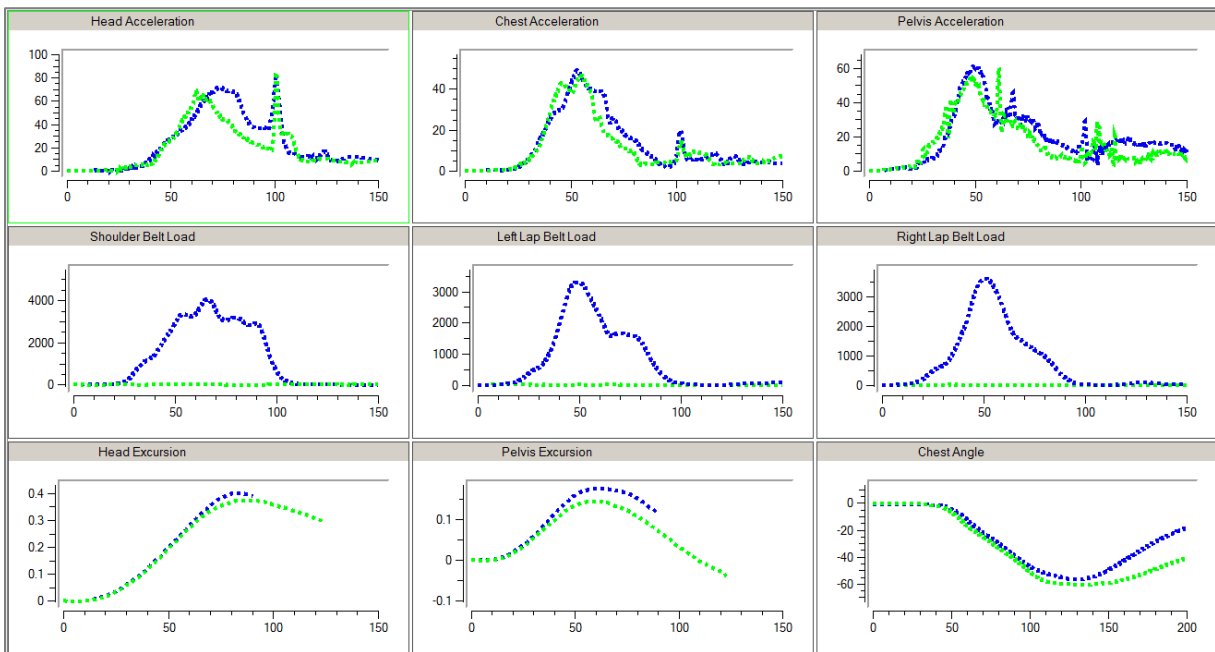 Head Acceleration
100
80
60
40
20
0
0 50 100 150
Chest Acceleration
40
20
0
0 50 100 150
Pelvis Acceleration
60
40
20
0
0 50 100 150
Shoulder Belt Load
4000
2000
0
0 50 100 150
Left Lap Belt Load
3000
2000
1000
0
0 50 100 150
Right Lap Belt Load
3000
2000
1000
0
0 50 100 150
Head Excursion
0.4
0.3
0.2
0.1
0
0 50 100 150
Pelvis Excursion
0.1
0
-0.1
0 50 100 150
Chest Angle
0
-20
-40
-60
0 50 100 150 200